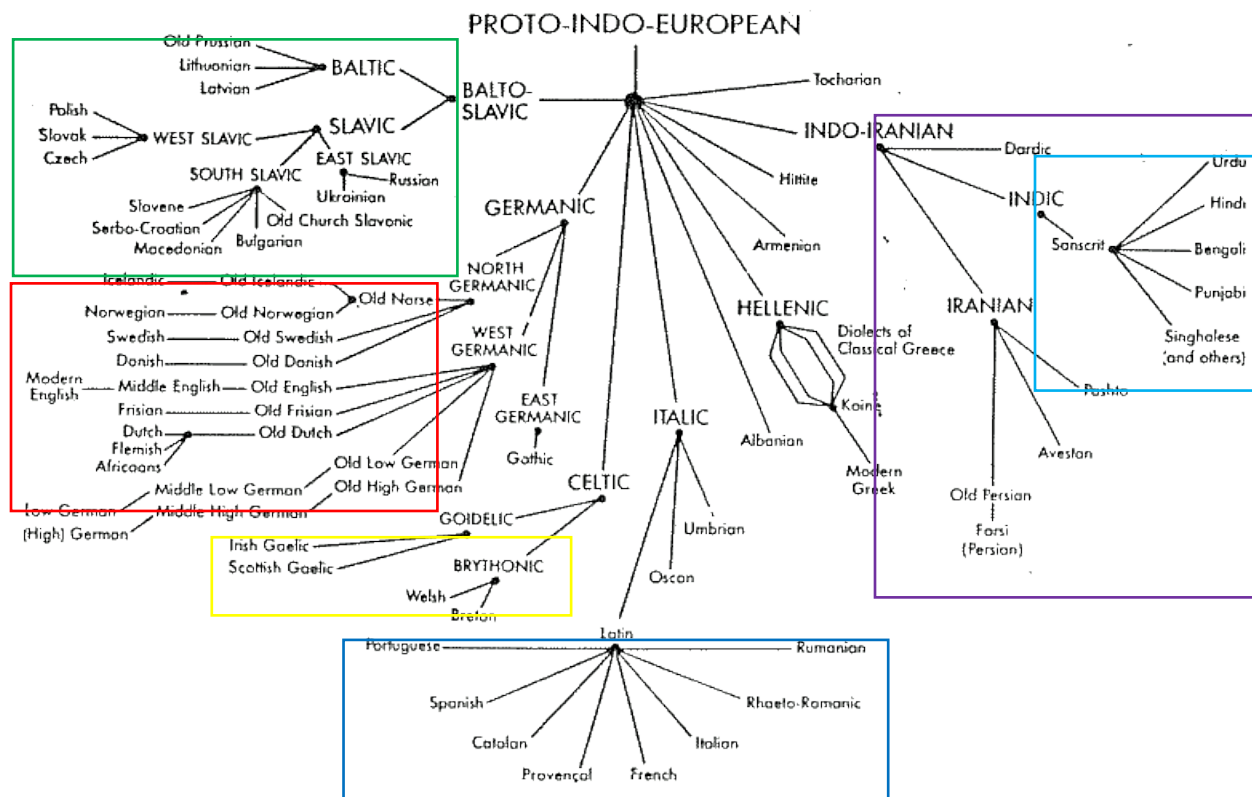 PROTO-INDO-EUROPEAN
Old Prussian
Lithuanian
Latvian
BALTIC
BALTO-
SLAVIC
Polish
Slovak
Czech
WEST SLAVIC
SLAVIC
EAST SLAVIC
Russian
Ukrainian
SOUTH SLAVIC
Slovene
Serbo-Croatian
Macedonian
Bulgarian
Old Church Slavonic
Tocharian
INDO-IRANIAN
Dardic
INDIC
Sanscrit
Urdu
Hindi
Bengali
Punjabi
Singhalese
(and others)
IRANIAN
Pashto
Avestan
Old Persian
Farsi
(Persian)
Hittite
Armenian
HELLENIC
Dialects of
Classical Greece
Koine
Modern
Greek
Albanian
GERMANIC
NORTH
GERMANIC
Icelandic
Old Icelandic
Old Norse
Norwegian
Old Norwegian
Swedish
Old Swedish
Danish
Old Danish
WEST
GERMANIC
Modern
English
Middle English
Old English
Frisian
Old Frisian
Dutch
Flemish
Africaans
Old Dutch
Old Low German
Middle Low German
Low German
Old High German
Middle High German
(High) German
EAST
GERMANIC
Gothic
CELTIC
GOIDELIC
Irish Gaelic
Scottish Gaelic
BRYTHONIC
Welsh
Breton
ITALIC
Umbrian
Oscan
Latin
Portuguese
Rumanian
Spanish
Rhaeto-Romanic
Catalan
Italian
Provençal
French